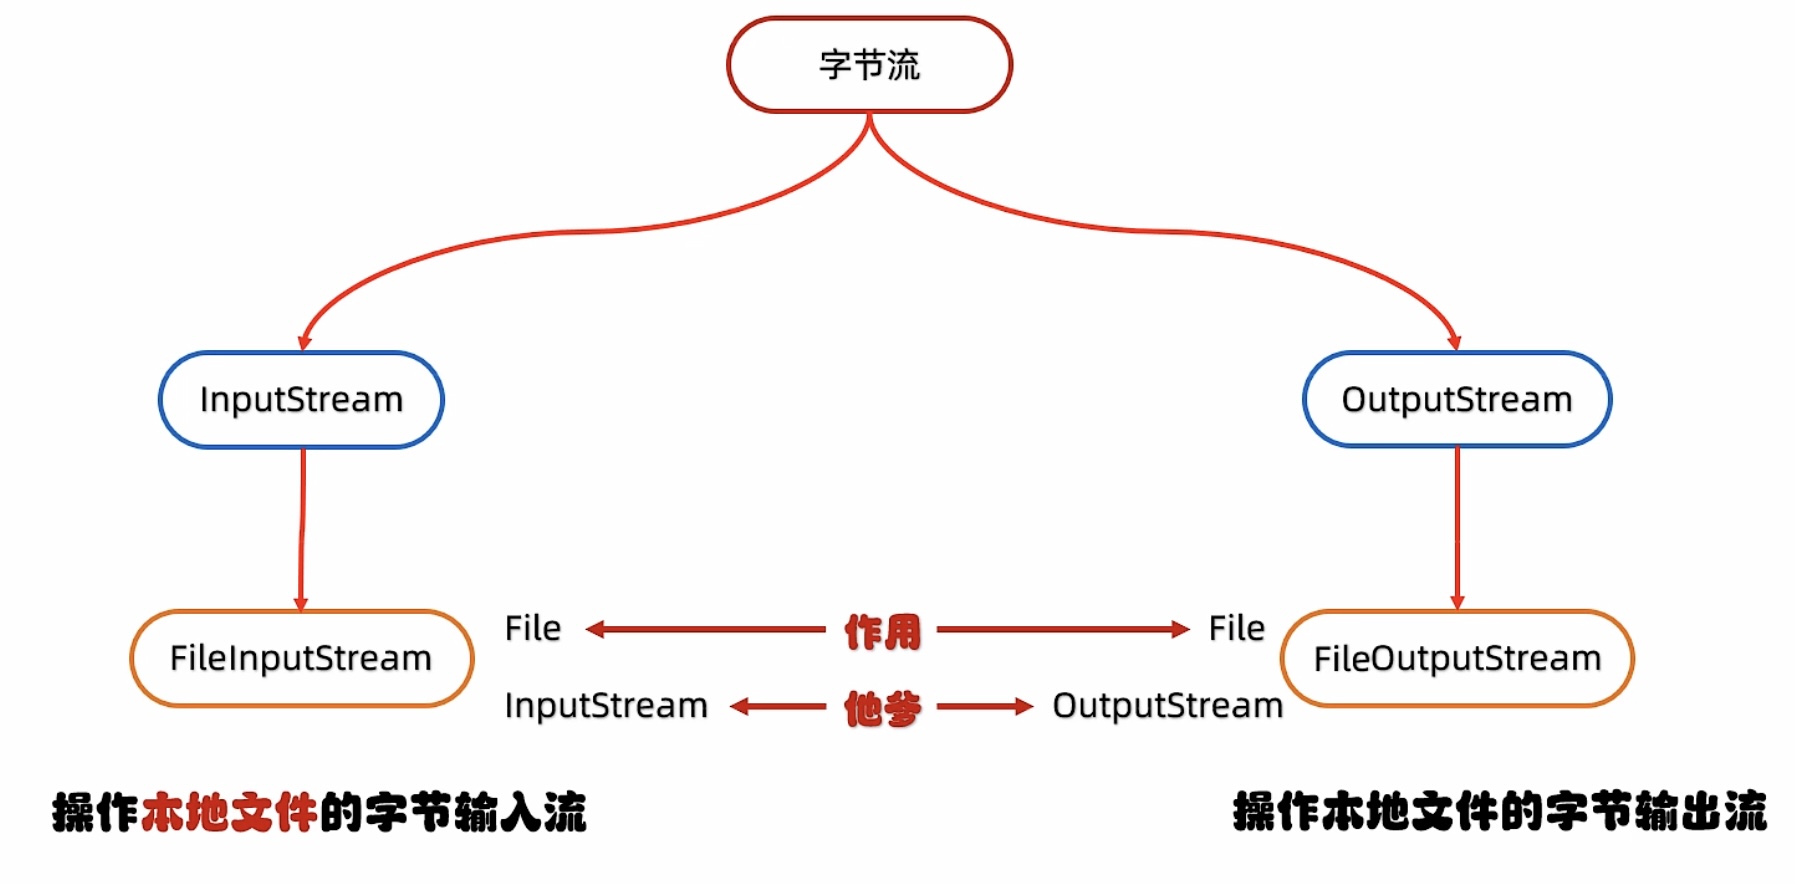 字节流
InputStream
OutputStream
File
作用
File
FileInputStream
FileOutputStream
InputStream
他爹
OutputStream
操作本地文件的字节输入流
操作本地文件的字节输出流